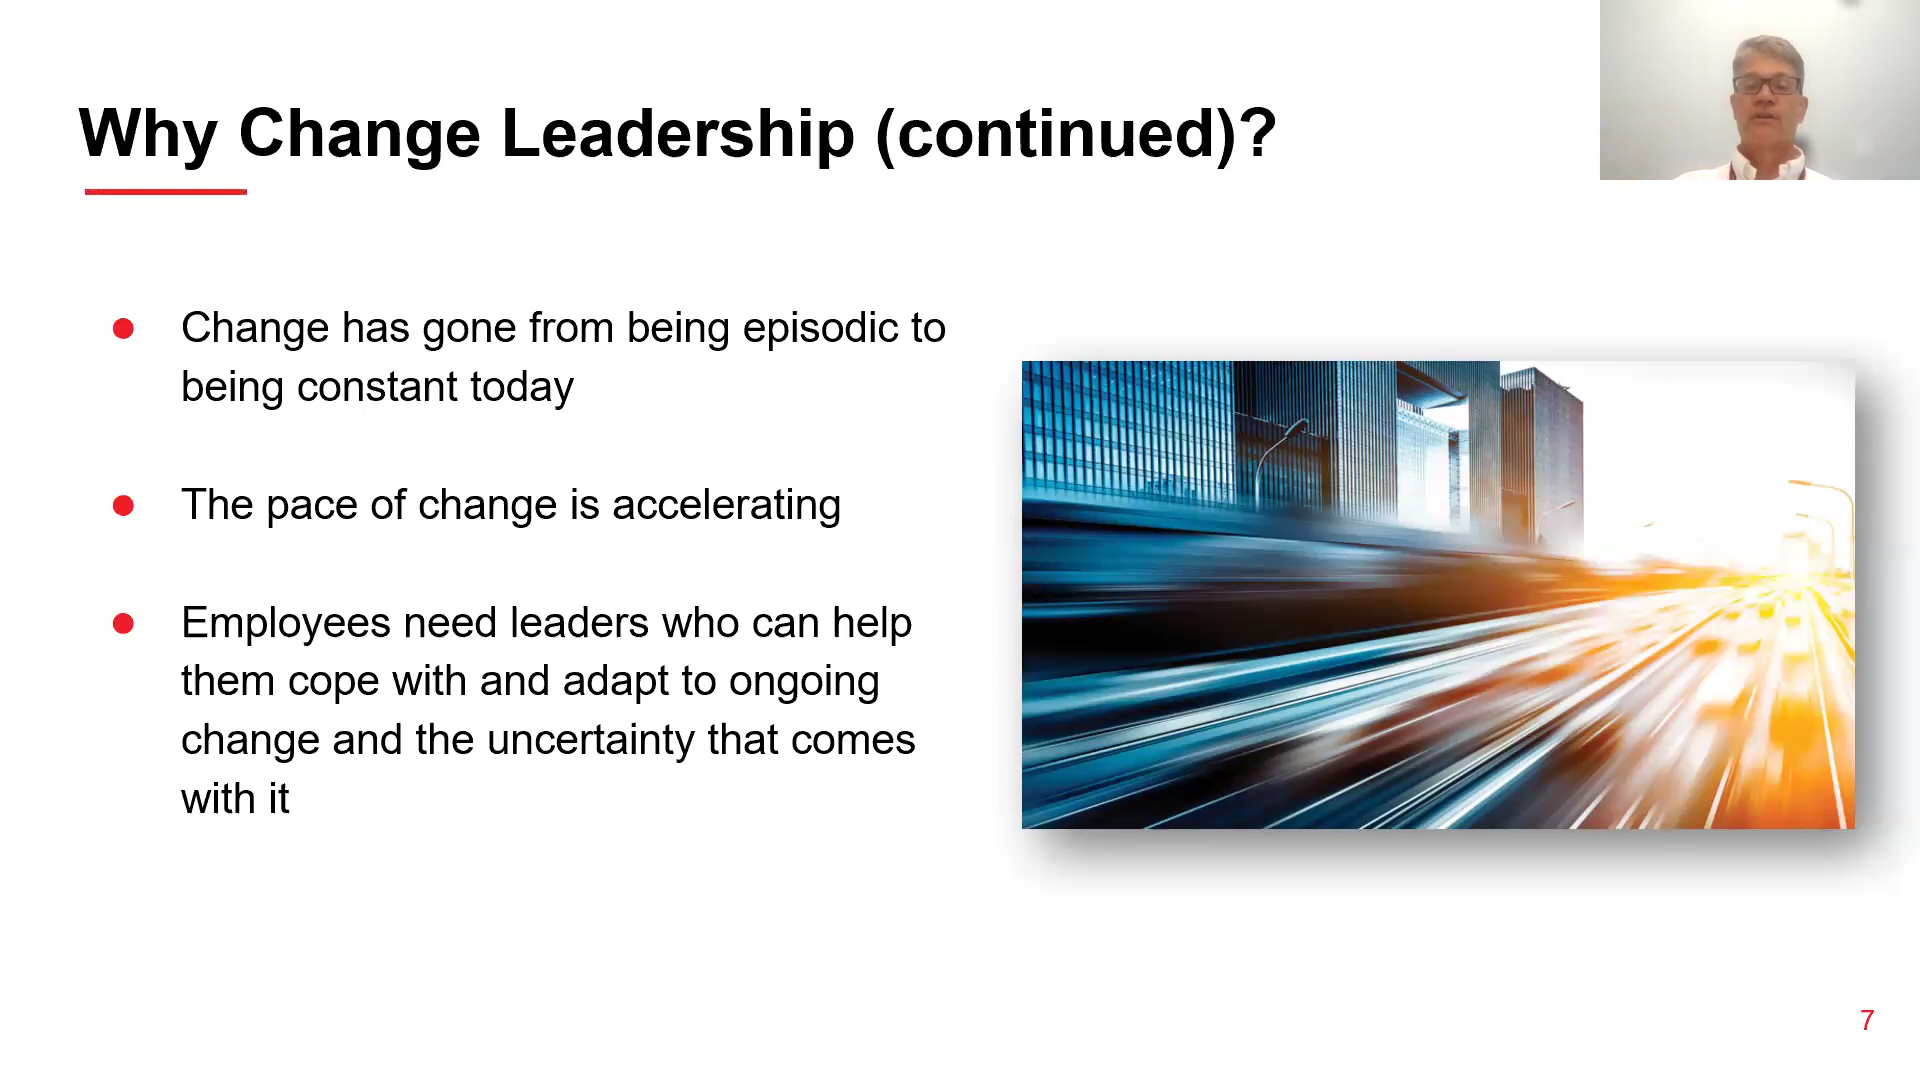 Why Change Leadership (continued)?
● Change has gone from being episodic to
being constant today
● The pace of change is accelerating
● Employees need leaders who can help
them cope with and adapt to ongoing
change and the uncertainty that comes
with it
7